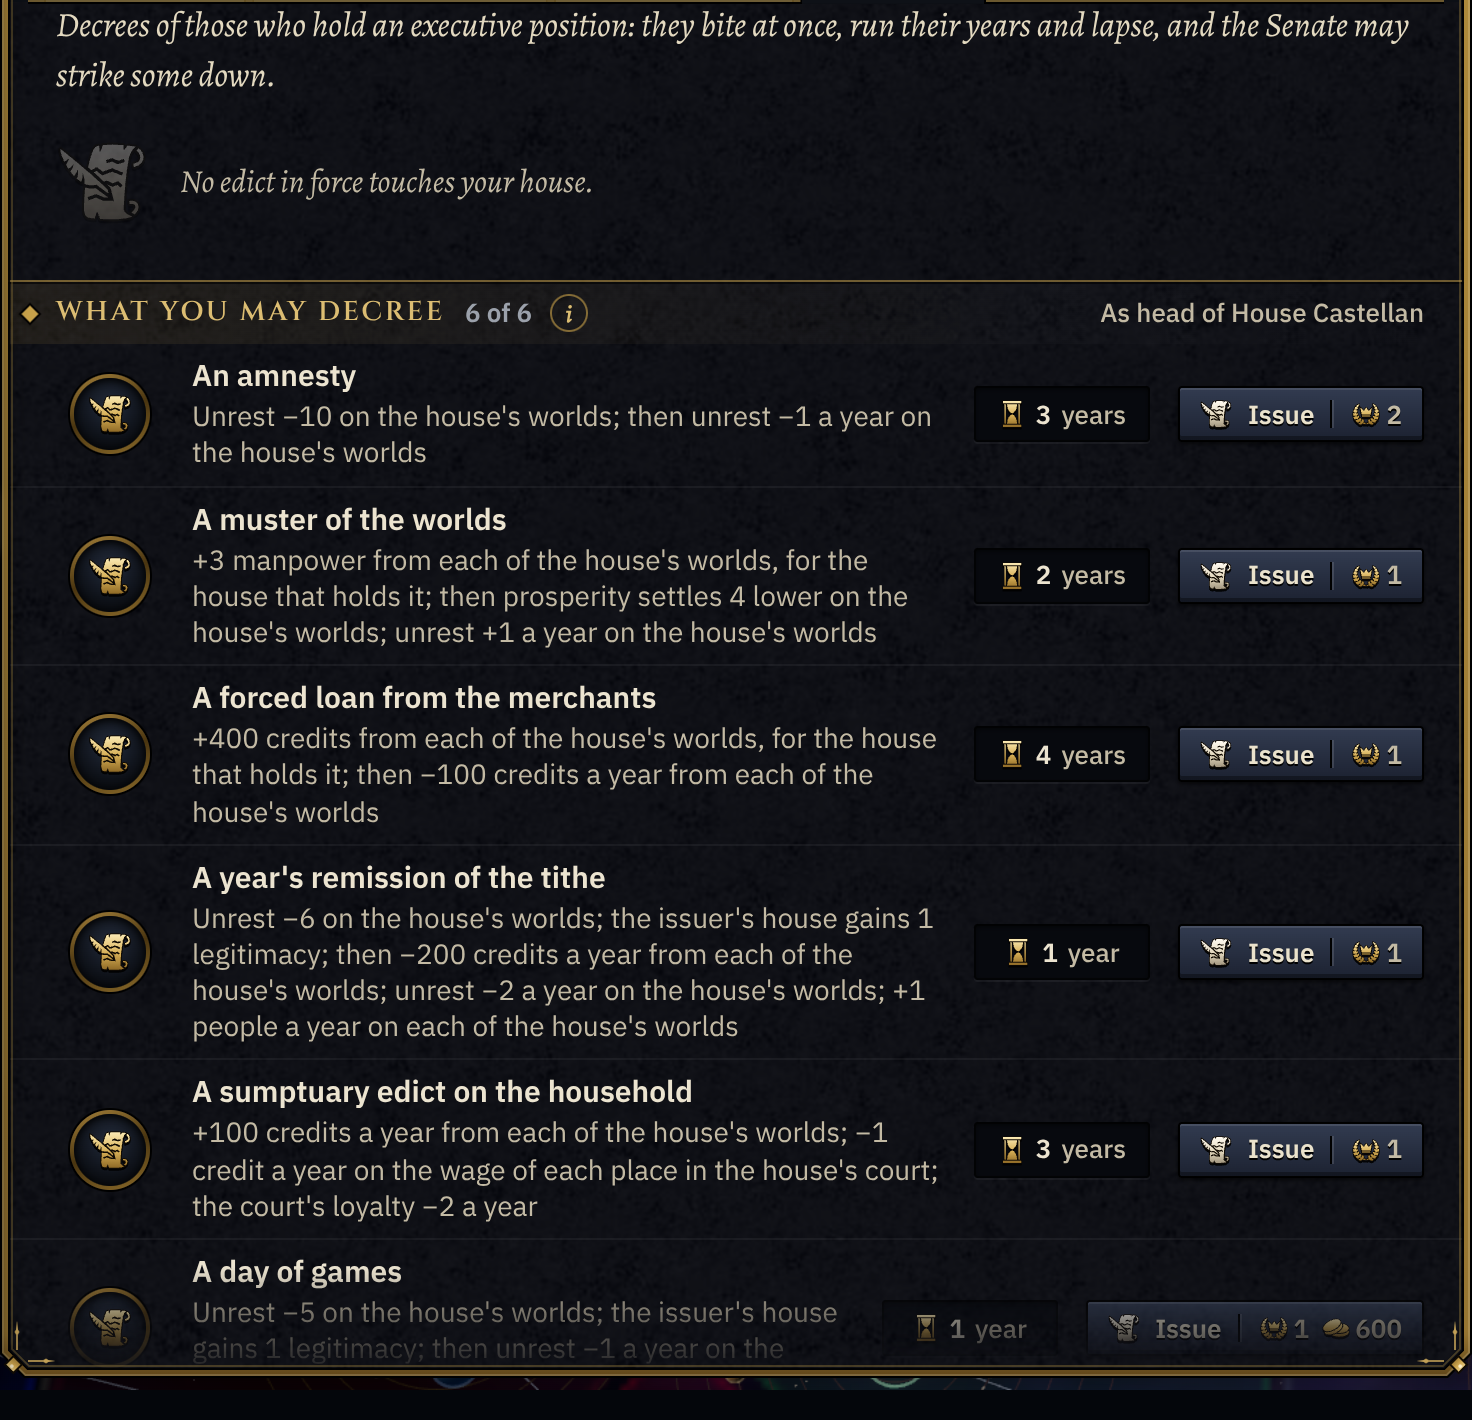 Decrees of those who hold an executive position: they bite at once, run their years and lapse, and the Senate may
strike some down.
No edict in force touches your house.
WHAT YOU MAY DECREE 6 of 6 i As head of House Castellan
An amnesty
Unrest −10 on the house's worlds; then unrest −1 a year on
the house's worlds
3 years
Issue 2
A muster of the worlds
+3 manpower from each of the house's worlds, for the
house that holds it; then prosperity settles 4 lower on the
house's worlds; unrest +1 a year on the house's worlds
2 years
Issue 1
A forced loan from the merchants
+400 credits from each of the house's worlds, for the house
that holds it; then −100 credits a year from each of the
house's worlds
4 years
Issue 1
A year's remission of the tithe
Unrest −6 on the house's worlds; the issuer's house gains 1
legitimacy; then −200 credits a year from each of the
house's worlds; unrest −2 a year on the house's worlds; +1
people a year on each of the house's worlds
1 year
Issue 1
A sumptuary edict on the household
+100 credits a year from each of the house's worlds; −1
credit a year on the wage of each place in the house's court;
the court's loyalty −2 a year
3 years
Issue 1
A day of games
Unrest −5 on the house's worlds; the issuer's house
gains 1 legitimacy; then unrest −1 a year on the
1 year
Issue 1 600